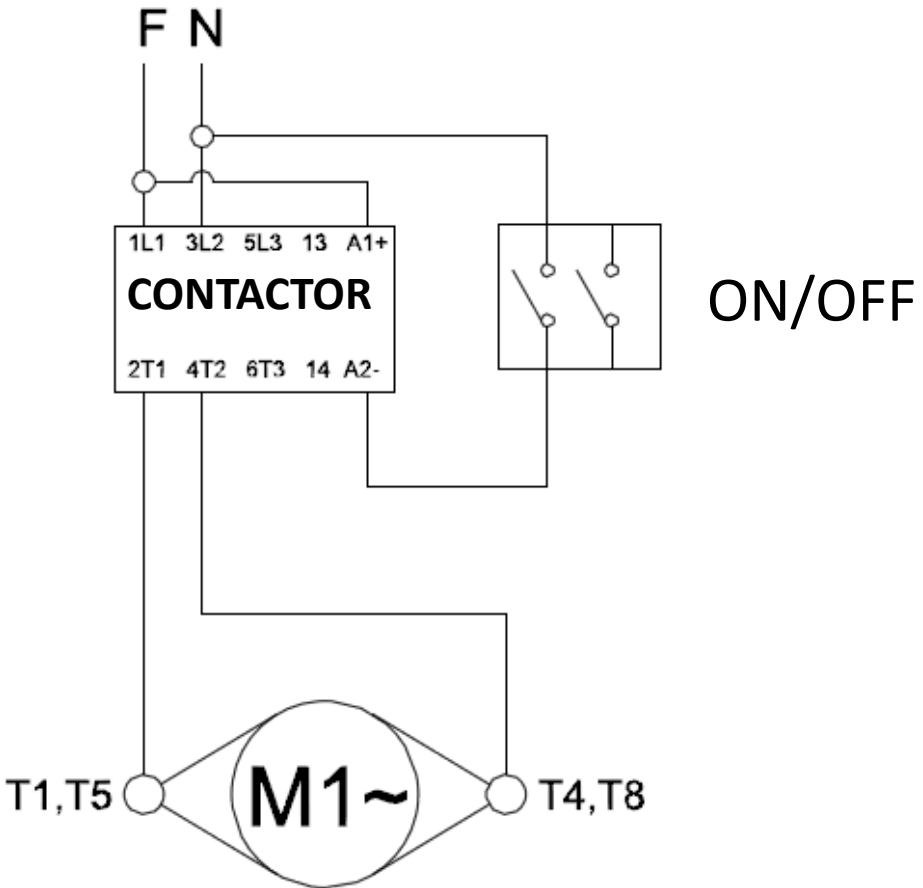 F N
1L1 3L2 5L3 13 A1+
CONTACTOR
ON/OFF
2T1 4T2 6T3 14 A2-
T1,T5
M1~
T4,T8